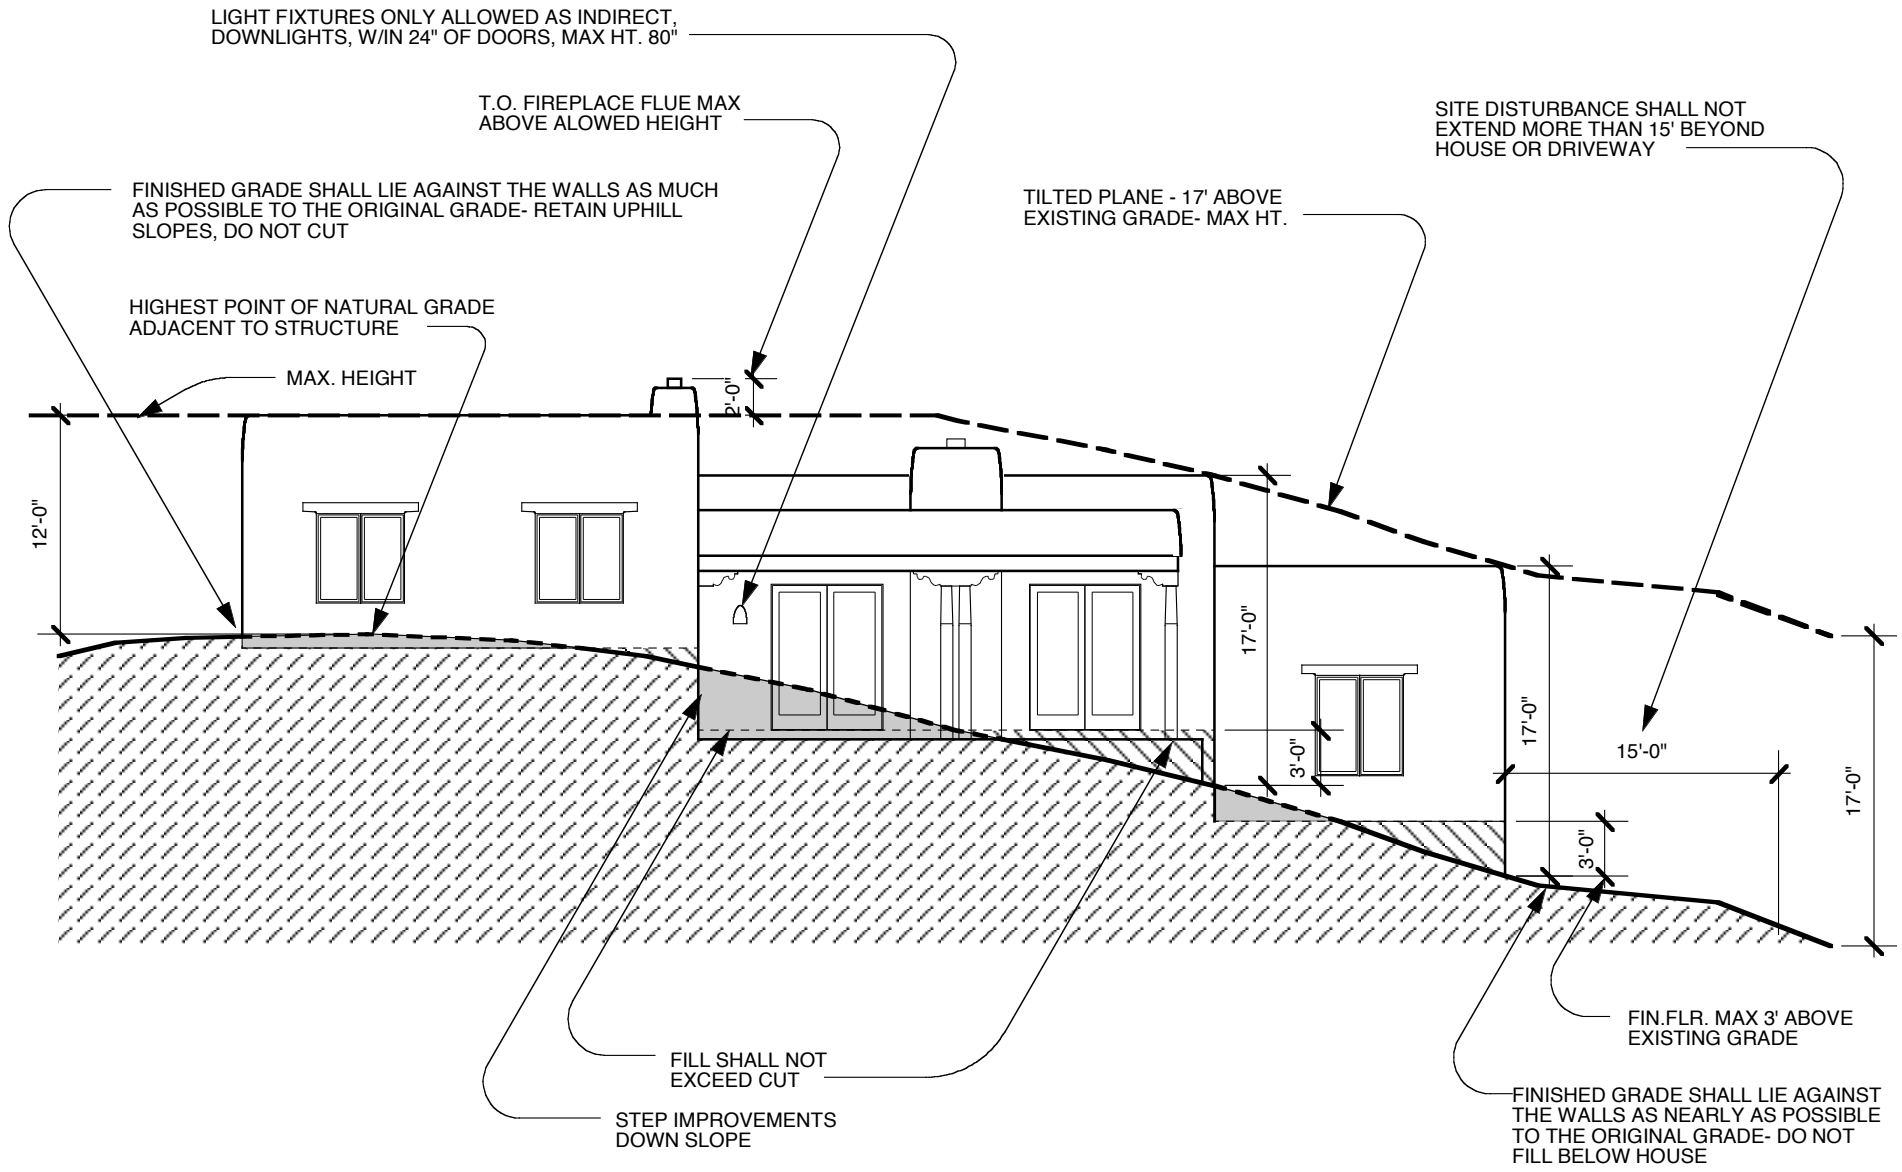 LIGHT FIXTURES ONLY ALLOWED AS INDIRECT,
DOWNLIGHTS, W/IN 24" OF DOORS, MAX HT. 80"
T.O. FIREPLACE FLUE MAX
ABOVE ALOWED HEIGHT
SITE DISTURBANCE SHALL NOT
EXTEND MORE THAN 15' BEYOND
HOUSE OR DRIVEWAY
FINISHED GRADE SHALL LIE AGAINST THE WALLS AS MUCH
AS POSSIBLE TO THE ORIGINAL GRADE- RETAIN UPHILL
SLOPES, DO NOT CUT
TILTED PLANE - 17' ABOVE
EXISTING GRADE- MAX HT.
HIGHEST POINT OF NATURAL GRADE
ADJACENT TO STRUCTURE
MAX. HEIGHT
2'-0"
12'-0"
17'-0"
3'-0"
17'-0"
15'-0"
17'-0"
3'-0"
FIN.FLR. MAX 3' ABOVE
EXISTING GRADE
FILL SHALL NOT
EXCEED CUT
STEP IMPROVEMENTS
DOWN SLOPE
FINISHED GRADE SHALL LIE AGAINST
THE WALLS AS NEARLY AS POSSIBLE
TO THE ORIGINAL GRADE- DO NOT
FILL BELOW HOUSE